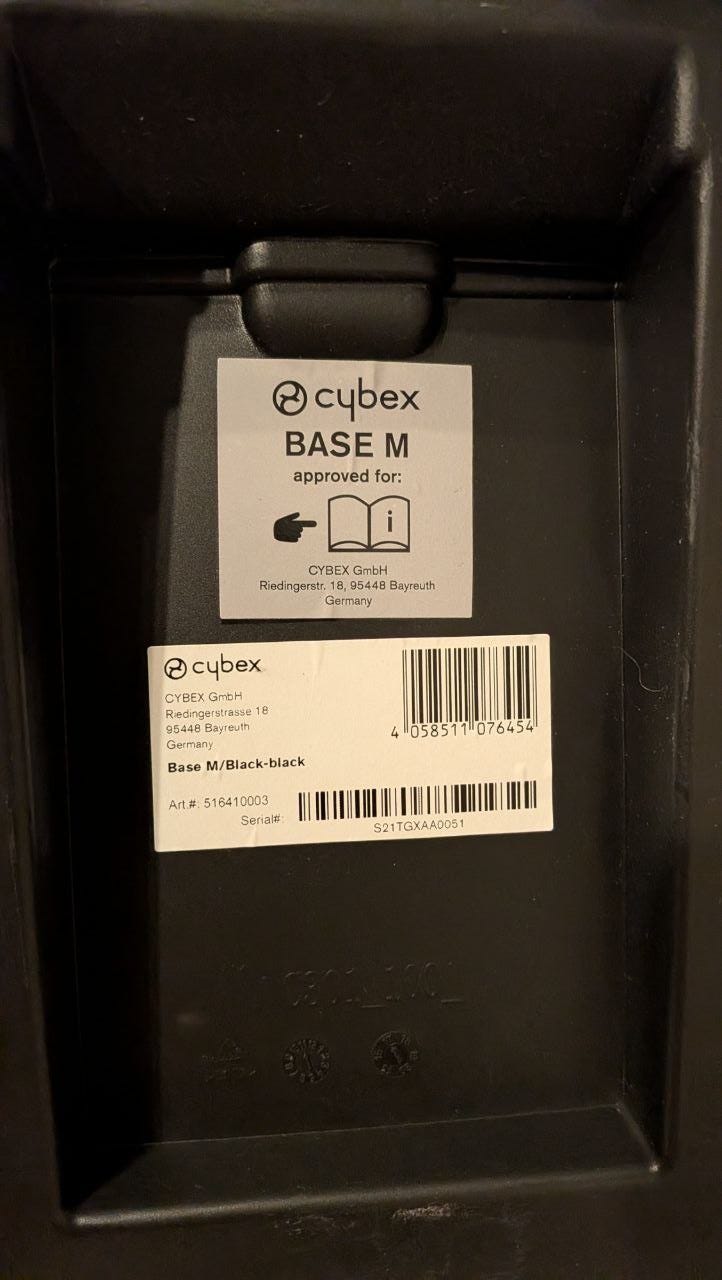 cybex
BASE M
approved for:
i
CYBEX GmbH
Riedingerstr. 18, 95448 Bayreuth
Germany
cybex
CYBEX GmbH
Riedingerstrasse 18
95448 Bayreuth
Germany
4 058511 076454
Base M/Black-black
Art.#: 516410003
Serial#:
S21TGXAA0051